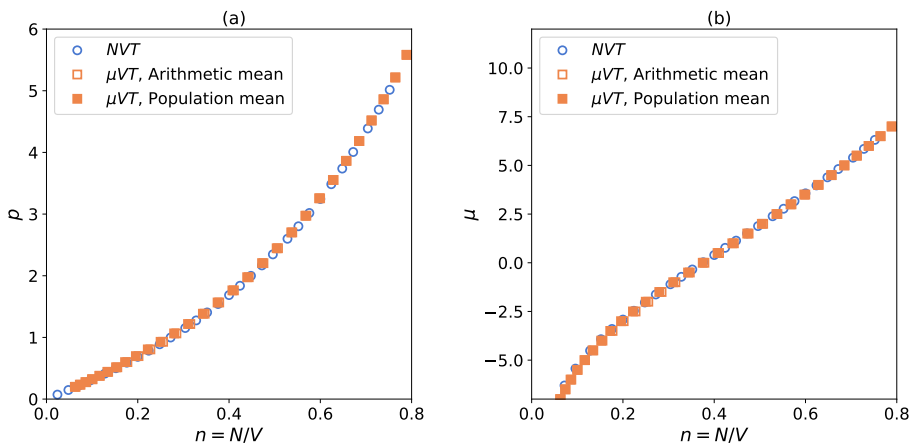 (a)
6
5
4
3
2
1
0
p
NVT
μVT, Arithmetic mean
μVT, Population mean
0.0 0.2 0.4 0.6 0.8
n = N/V
(b)
10.0
7.5
5.0
2.5
0.0
−2.5
−5.0
μ
NVT
μVT, Arithmetic mean
μVT, Population mean
0.0 0.2 0.4 0.6 0.8
n = N/V